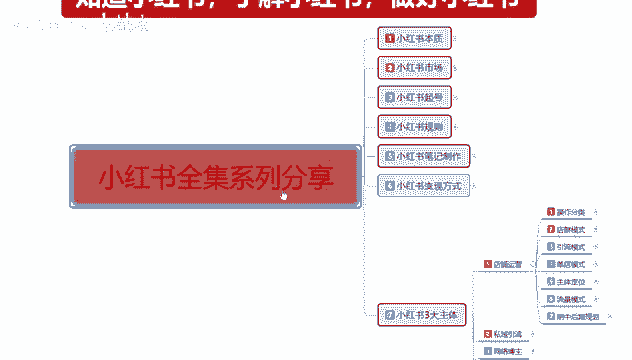 知道小红书，了解小红书，做好小红书
1 小红书本质
2 小红书市场
3 小红书起号
4 小红书规则
5 小红书笔记制作
6 小红书变现方式
小红书全集系列分享
7 小红书3大主体
店铺运营
1 操作分类
2 店群模式
3 引流模式
4 单店模式
5 主体定位
6 流量模式
7 前中后期规划
2 私域引流
3 网络博主